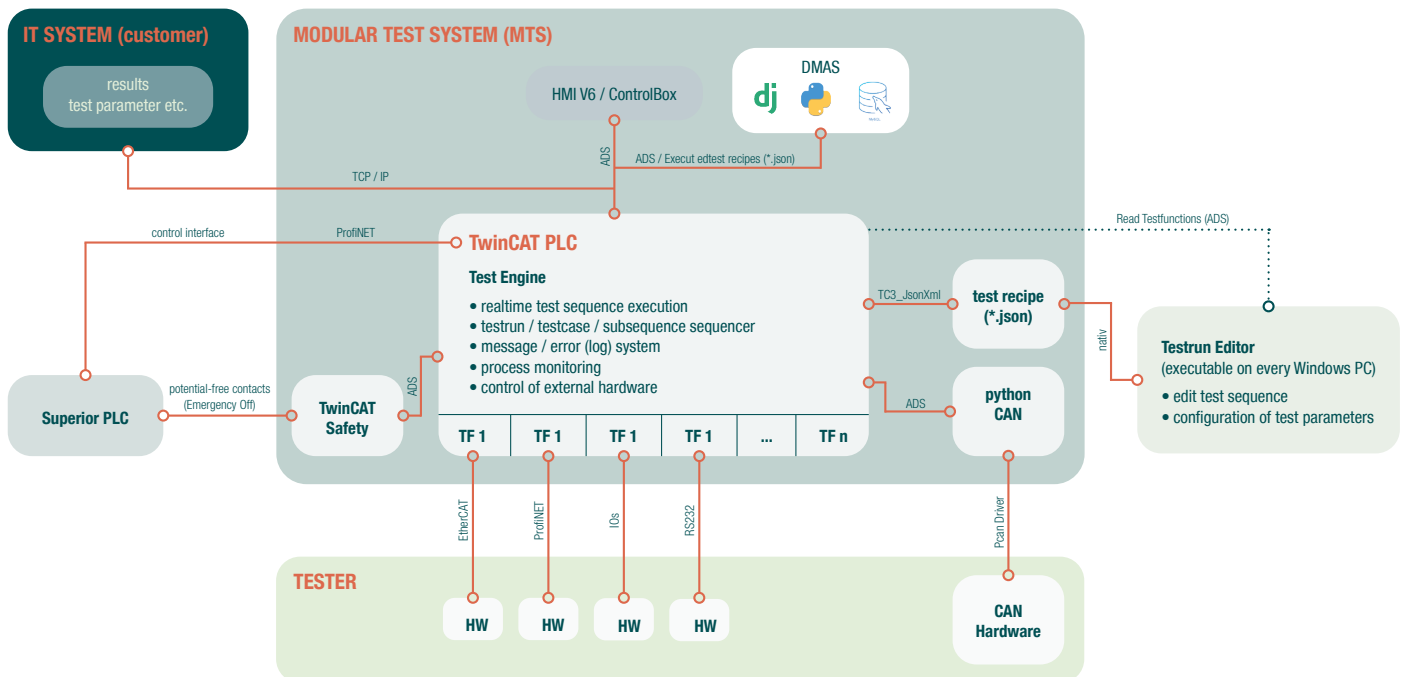 IT SYSTEM (customer)
results
test parameter etc.
MODULAR TEST SYSTEM (MTS)
HMI V6 / ControlBox
DMAS
dj
ADS
ADS / Execut edtest recipes (*.json)
TCP / IP
control interface
ProfiNET
Read Testfunctions (ADS)
TwinCAT PLC
Test Engine
• realtime test sequence execution
• testrun / testcase / subsequence sequencer
• message / error (log) system
• process monitoring
• control of external hardware
TF 1
TF 1
TF 1
TF 1
...
TF n
TC3_JsonXml
test recipe
(*.json)
nativ
Testrun Editor
(executable on every Windows PC)
• edit test sequence
• configuration of test parameters
ADS
python
CAN
Superior PLC
potential-free contacts
(Emergency Off)
TwinCAT
Safety
ADS
EtherCAT
ProfiNET
IOs
RS232
Pcan Driver
TESTER
HW
HW
HW
HW
CAN
Hardware